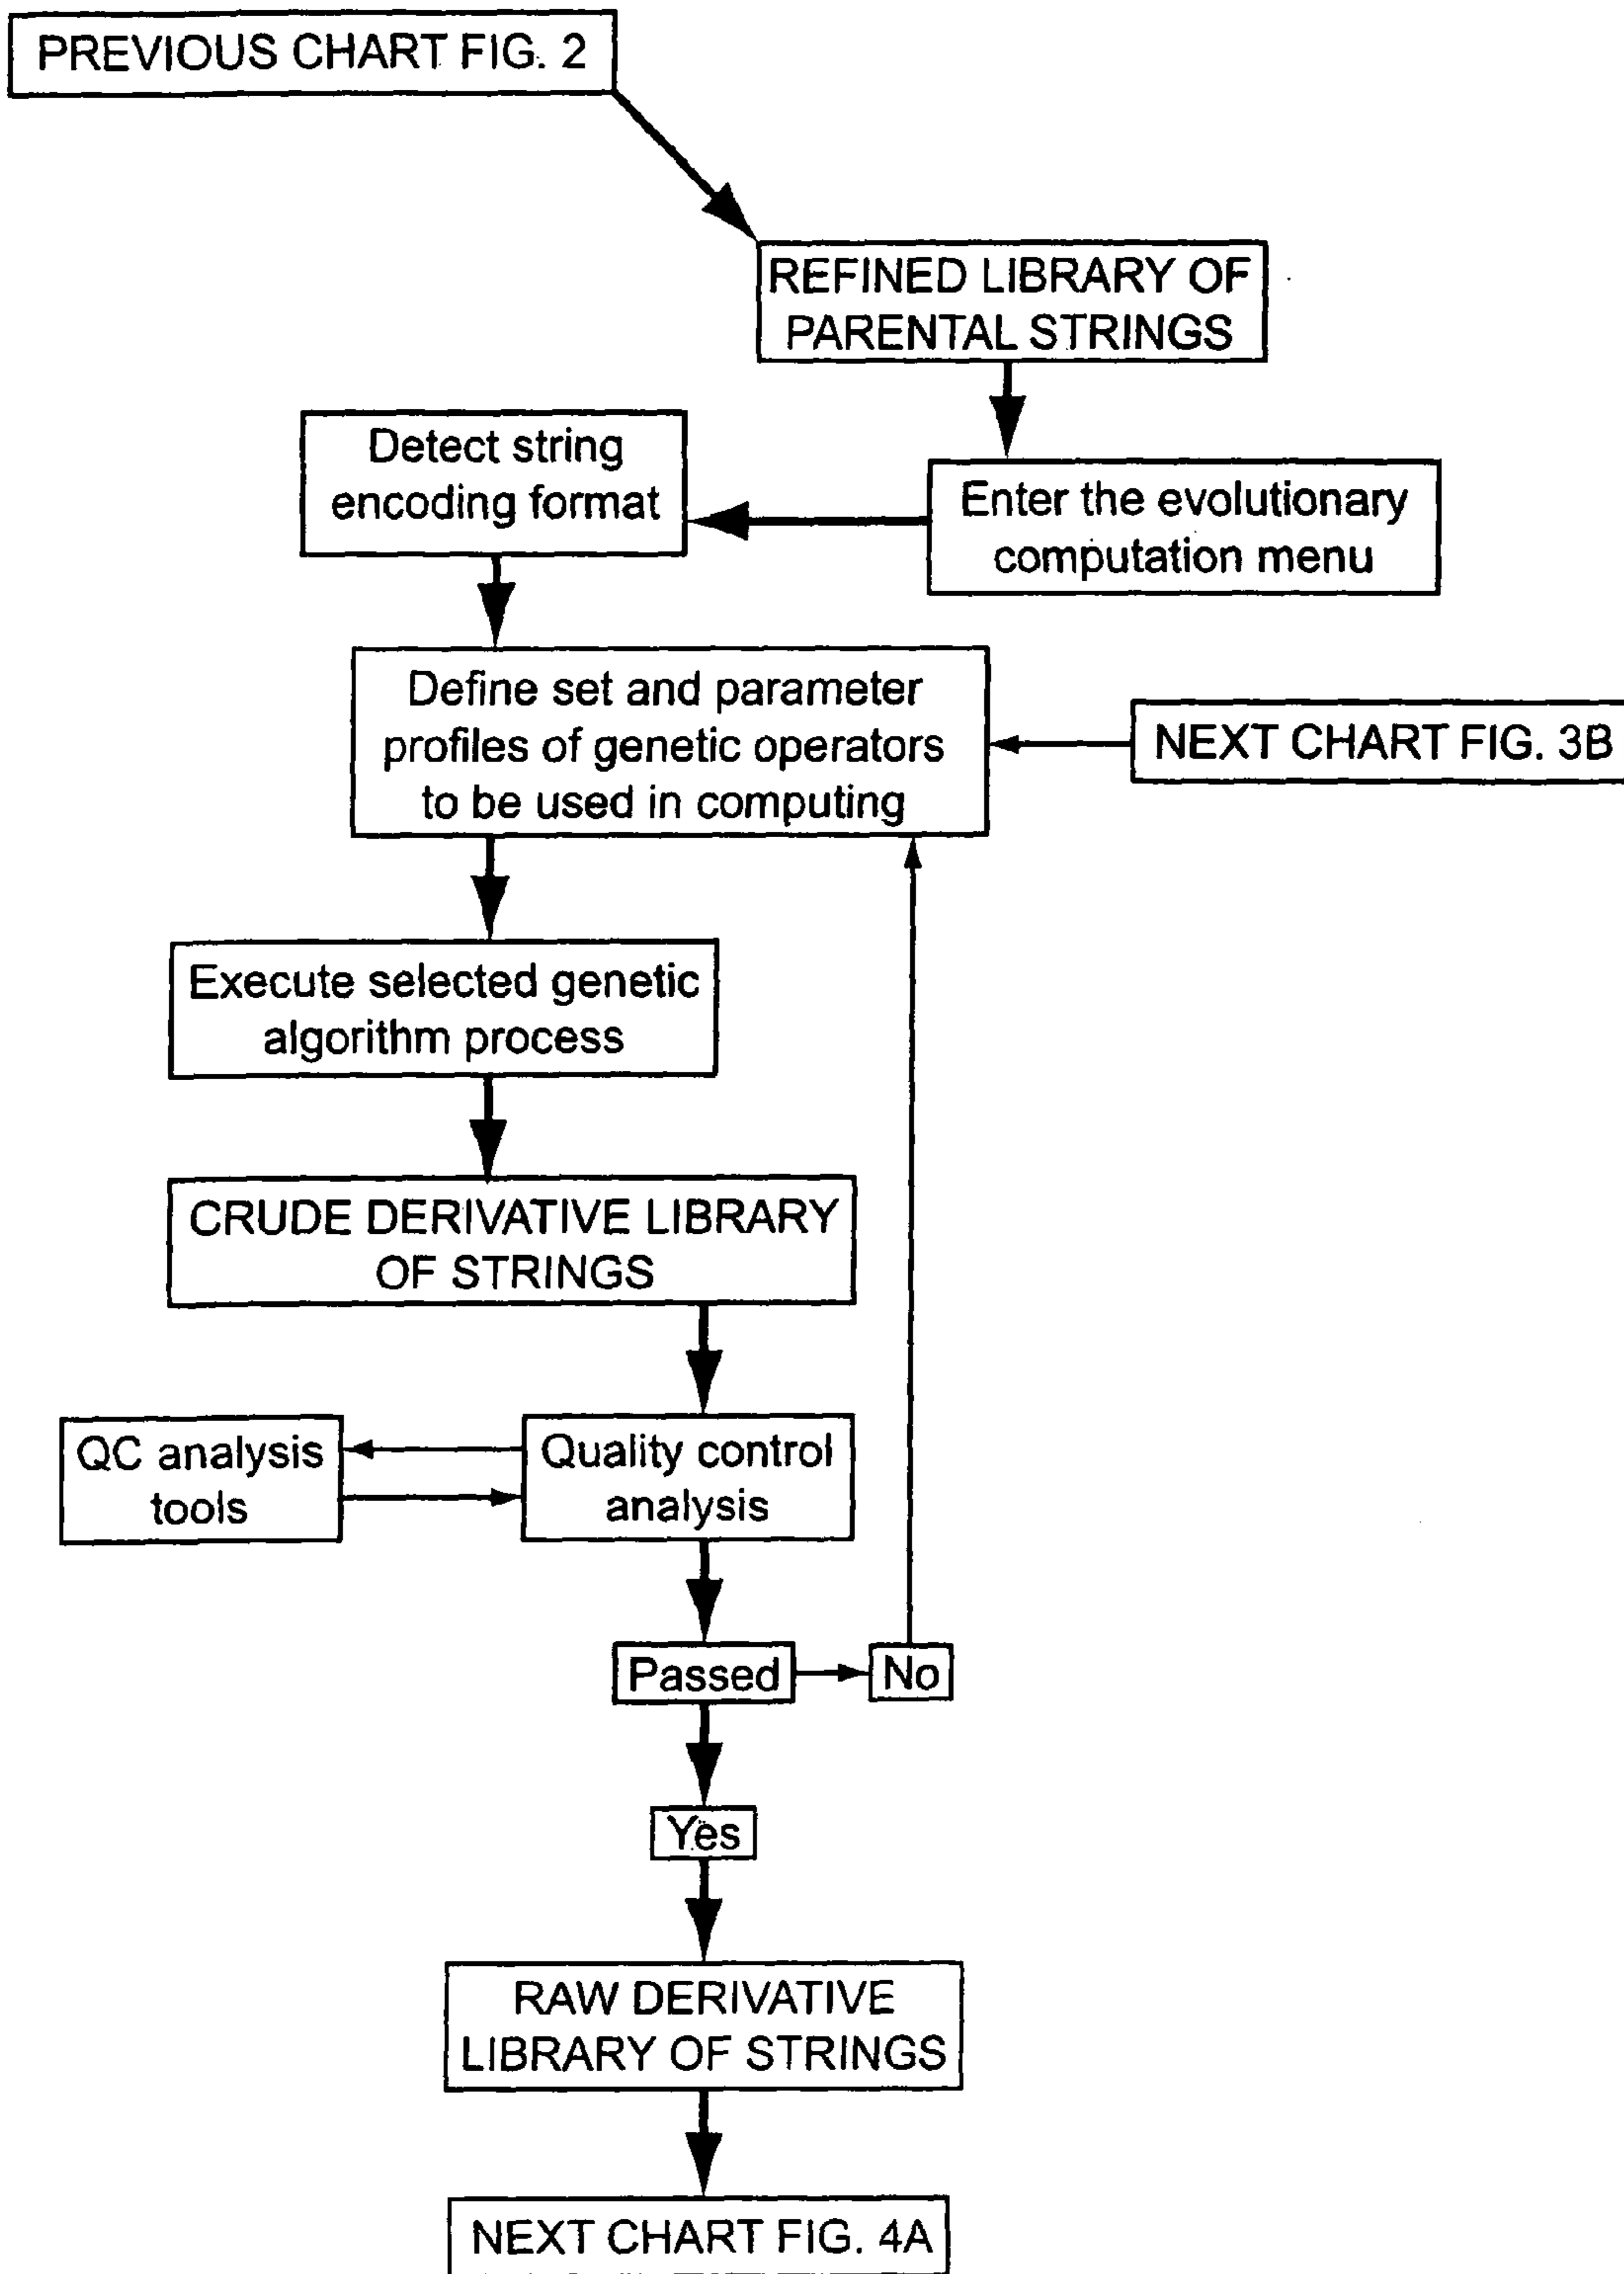 PREVIOUS CHART FIG. 2
REFINED LIBRARY OF
PARENTAL STRINGS
Detect string
encoding format
Enter the evolutionary
computation menu
Define set and parameter
profiles of genetic operators
to be used in computing
NEXT CHART FIG. 3B
Execute selected genetic
algorithm process
CRUDE DERIVATIVE LIBRARY
OF STRINGS
QC analysis
tools
Quality control
analysis
Passed
No
Yes
RAW DERIVATIVE
LIBRARY OF STRINGS
NEXT CHART FIG. 4A